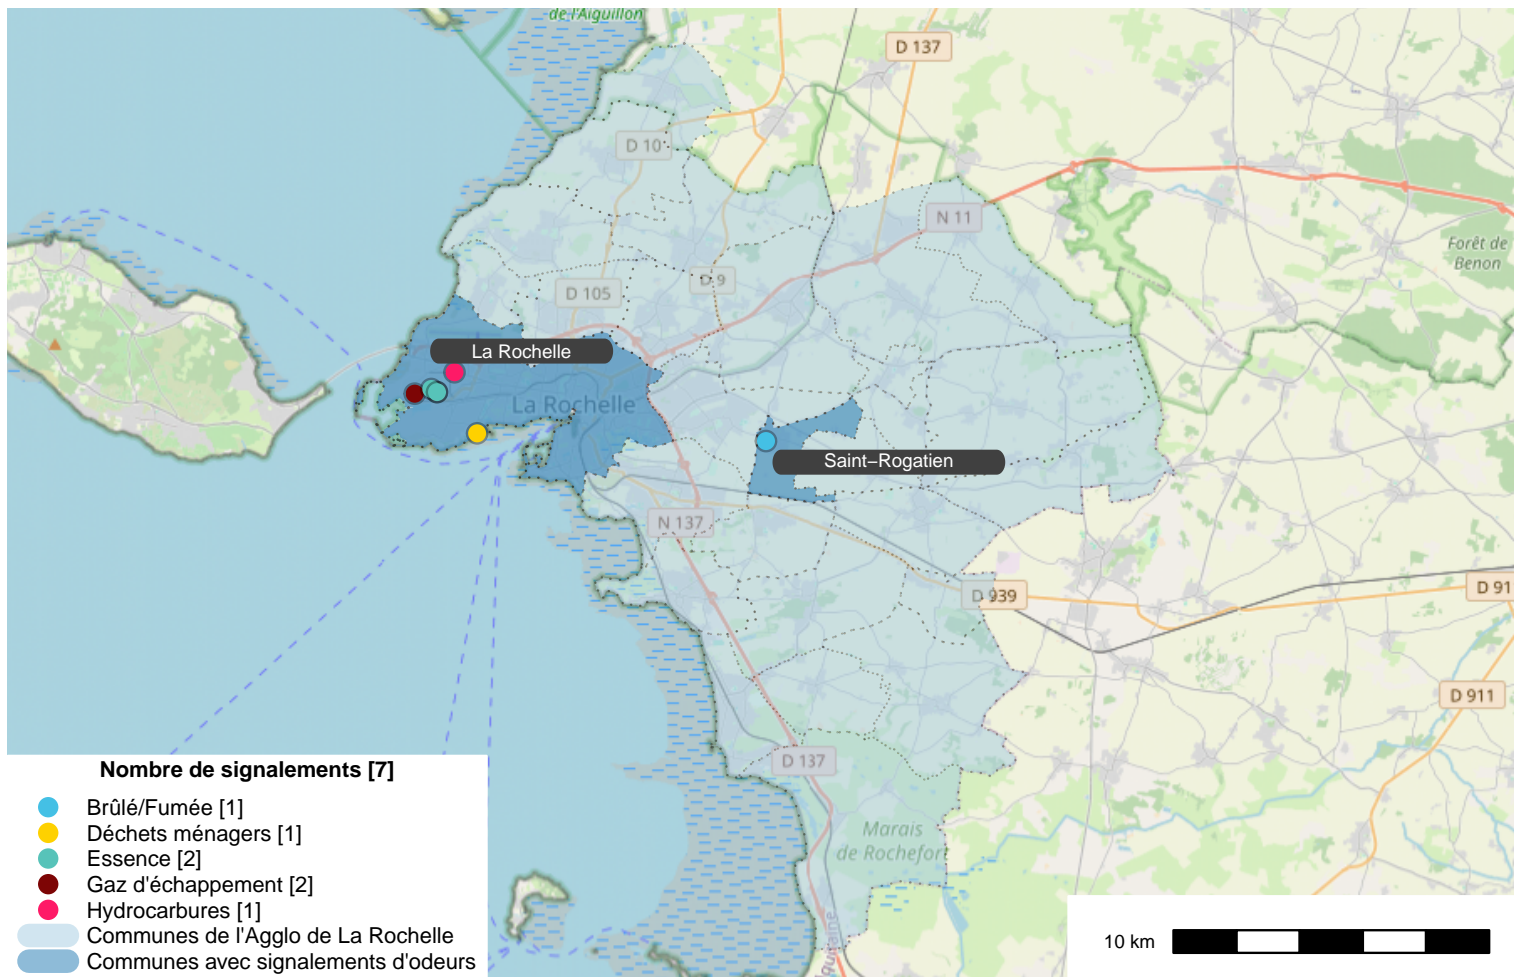 de l'Aiguillon
D 137
D 10
N 11
Forêt de
Benon
D 9
D 105
La Rochelle
La Rochelle
Saint–Rogatien
N 137
D 939
D 91
D 911
D 137
Marais
de Rochefort
Nombre de signalements [7]
Brûlé/Fumée [1]
Déchets ménagers [1]
Essence [2]
Gaz d'échappement [2]
Hydrocarbures [1]
Communes de l'Agglo de La Rochelle
Communes avec signalements d'odeurs
10 km